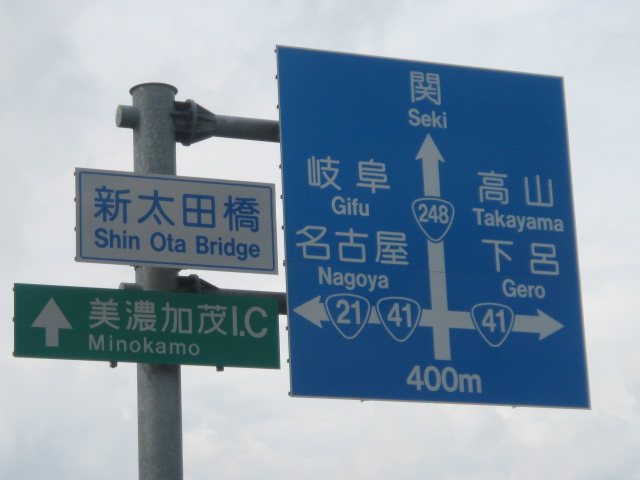 関
Seki
岐阜
Gifu
名古屋
Nagoya
高山
Takayama
下呂
Gero
248
21
41
41
400m
新太田橋
Shin Ota Bridge
美濃加茂I.C
Minokamo